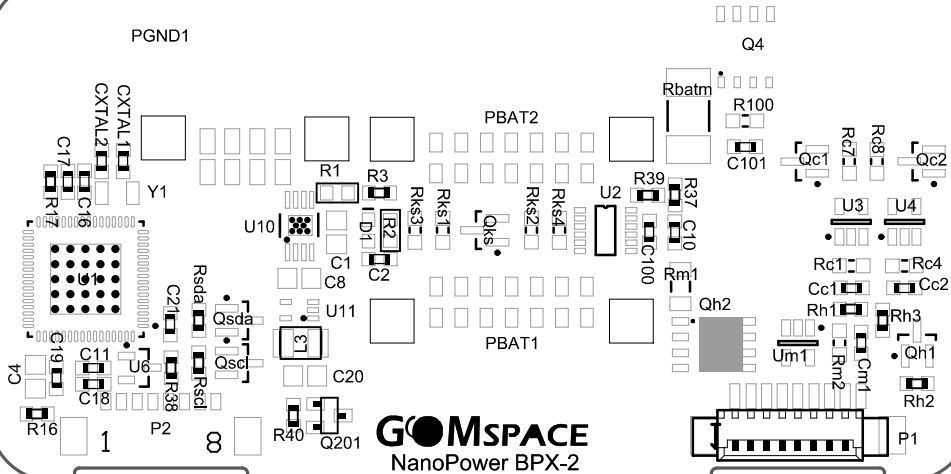 PGND1
Q4
Rbatm
PBAT2
R100
CXTAL2
CXTAL1
C17
Rc7
Rc8
Qc1
Qc2
C101
R1
R3
R39
R37
Y1
R17
C16
U10
D1
R2
Rks3
Rks1
Qks
Rks2
Rks4
U2
U3
U4
C100
C10
C1
C2
C8
Rm1
Rc1
Rc4
Cc1
Cc2
U1
Rsda
C21
Qsda
U11
Qh2
Rh1
Rh3
L3
PBAT1
Um1
Rm2
Cm1
Qh1
C19
C11
U6
Qscl
C4
C18
R38
Rscl
C20
Rh2
R16
1
P2
8
R40
Q201
GOMSPACE
P1
NanoPower BPX-2